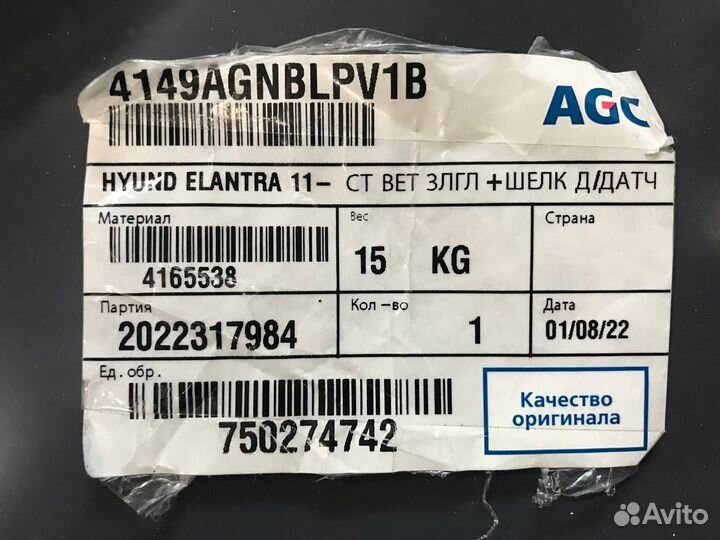 4149AGNBLPV1B
AGC
HYUND ELANTRA 11- СТ ВЕТ ЗЛГЛ +ШЕЛК Д/ДАТЧ
Материал
4165538
Вес
15 KG
Страна
Партия
2022317984
Кол-во
1
Дата
01/08/22
Ед. обр.
750274742
Качество
оригинала
Avito